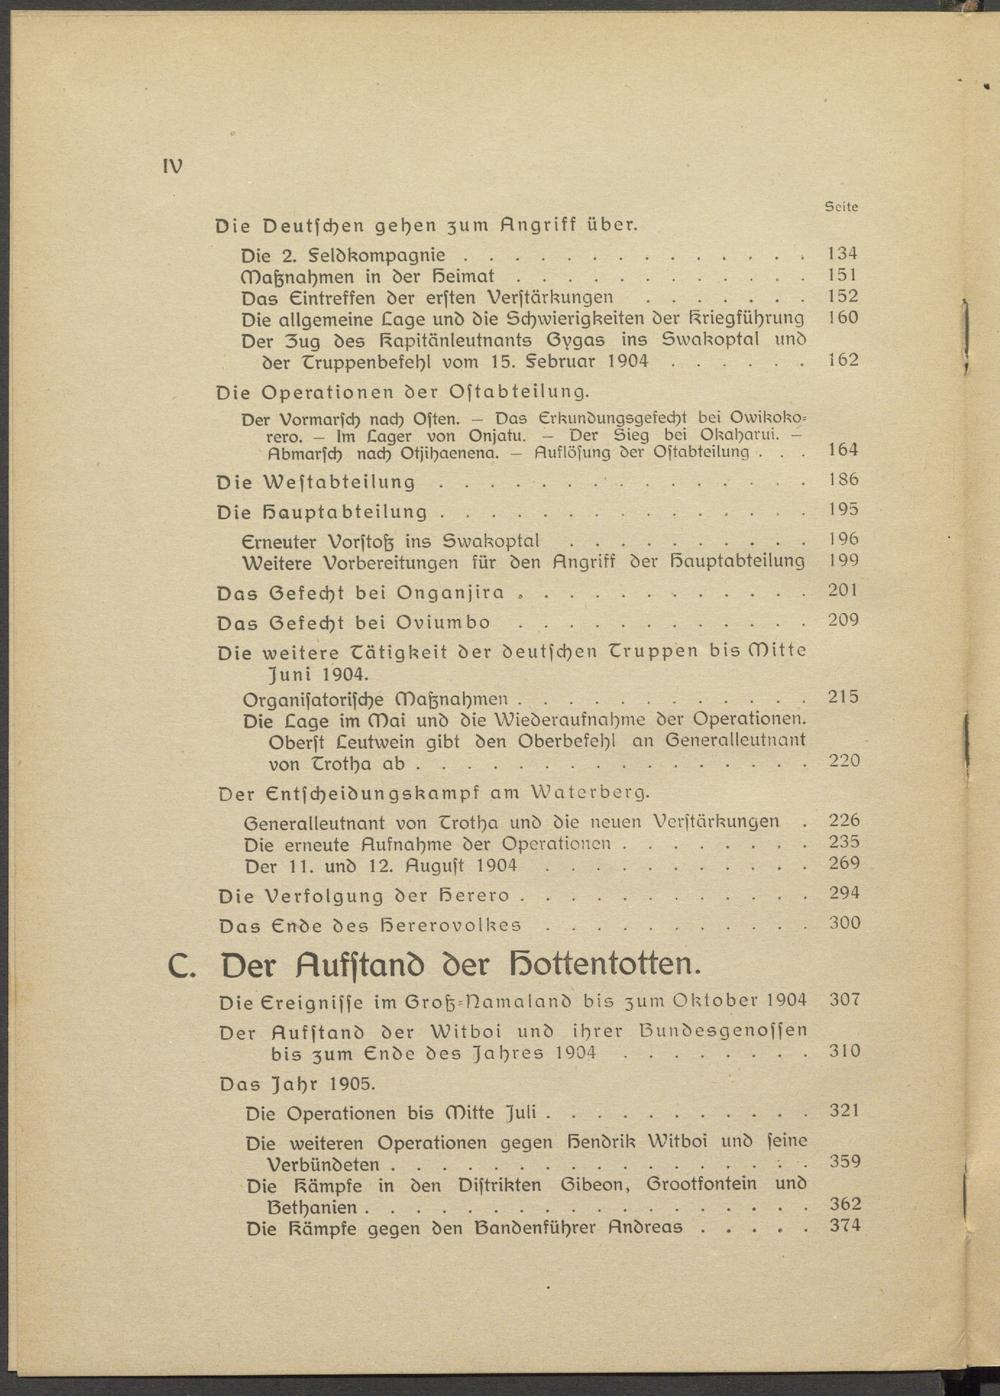 IV
Seite
Die Deutſchen gehen zum Angriff über.
Die 2. Feldkompagnie . . . . . . . . . . . . . . 134
Maßnahmen in der Heimat . . . . . . . . . . . . 151
Das Eintreffen der erſten Verſtärkungen . . . . . . . 152
Die allgemeine Lage und die Schwierigkeiten der Kriegführung 160
Der Zug des Kapitänleutnants Gygas ins Swakoptal und
der Truppenbefehl vom 15. Februar 1904 . . . . . . 162
Die Operationen der Oſtabteilung.
Der Vormarſch nach Oſten. — Das Erkundungsgefecht bei Owikoko-
rero. — Im Lager von Onjatu. — Der Sieg bei Okaharui. —
Abmarſch nach Otjihaenena. — Auflöſung der Oſtabteilung . . . 164
Die Weſtabteilung . . . . . . . . . . . . . . . 186
Die Hauptabteilung . . . . . . . . . . . . . . . 195
Erneuter Vorſtoß ins Swakoptal . . . . . . . . . . 196
Weitere Vorbereitungen für den Angriff der Hauptabteilung 199
Das Gefecht bei Onganjira . . . . . . . . . . . . 201
Das Gefecht bei Oviumbo . . . . . . . . . . . . 209
Die weitere Tätigkeit der deutſchen Truppen bis Mitte
Juni 1904.
Organiſatoriſche Maßnahmen . . . . . . . . . . . . 215
Die Lage im Mai und die Wiederaufnahme der Operationen.
Oberſt Leutwein gibt den Oberbefehl an Generalleutnant
von Trotha ab . . . . . . . . . . . . . . . . 220
Der Entſcheidungskampf am Waterberg.
Generalleutnant von Trotha und die neuen Verſtärkungen . 226
Die erneute Aufnahme der Operationen . . . . . . . . 235
Der 11. und 12. Auguſt 1904 . . . . . . . . . . . 269
Die Verfolgung der Herero . . . . . . . . . . . . 294
Das Ende des Hererovolkes . . . . . . . . . . . 300
C. Der Aufſtand der Hottentotten.
Die Ereigniſſe im Groß-Namaland bis zum Oktober 1904 307
Der Aufſtand der Witboi und ihrer Bundesgenoſſen
bis zum Ende des Jahres 1904 . . . . . . . . 310
Das Jahr 1905.
Die Operationen bis Mitte Juli . . . . . . . . . . . 321
Die weiteren Operationen gegen Hendrik Witboi und ſeine
Verbündeten . . . . . . . . . . . . . . . . . 359
Die Kämpfe in den Diſtrikten Gibeon, Grootfontein und
Bethanien . . . . . . . . . . . . . . . . . . 362
Die Kämpfe gegen den Bandenführer Andreas . . . . . 374